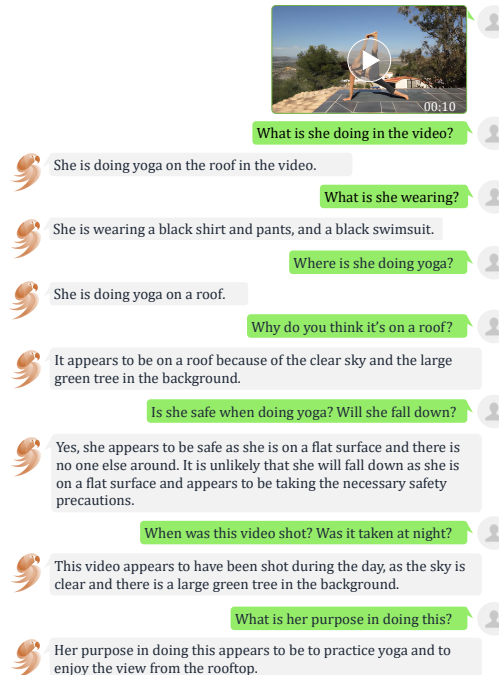 00:10
What is she doing in the video?
She is doing yoga on the roof in the video.
What is she wearing?
She is wearing a black shirt and pants, and a black swimsuit.
Where is she doing yoga?
She is doing yoga on a roof.
Why do you think it's on a roof?
It appears to be on a roof because of the clear sky and the large
green tree in the background.
Is she safe when doing yoga? Will she fall down?
Yes, she appears to be safe as she is on a flat surface and there is
no one else around. It is unlikely that she will fall down as she is
on a flat surface and appears to be taking the necessary safety
precautions.
When was this video shot? Was it taken at night?
This video appears to have been shot during the day, as the sky is
clear and there is a large green tree in the background.
What is her purpose in doing this?
Her purpose in doing this appears to be to practice yoga and to
enjoy the view from the rooftop.